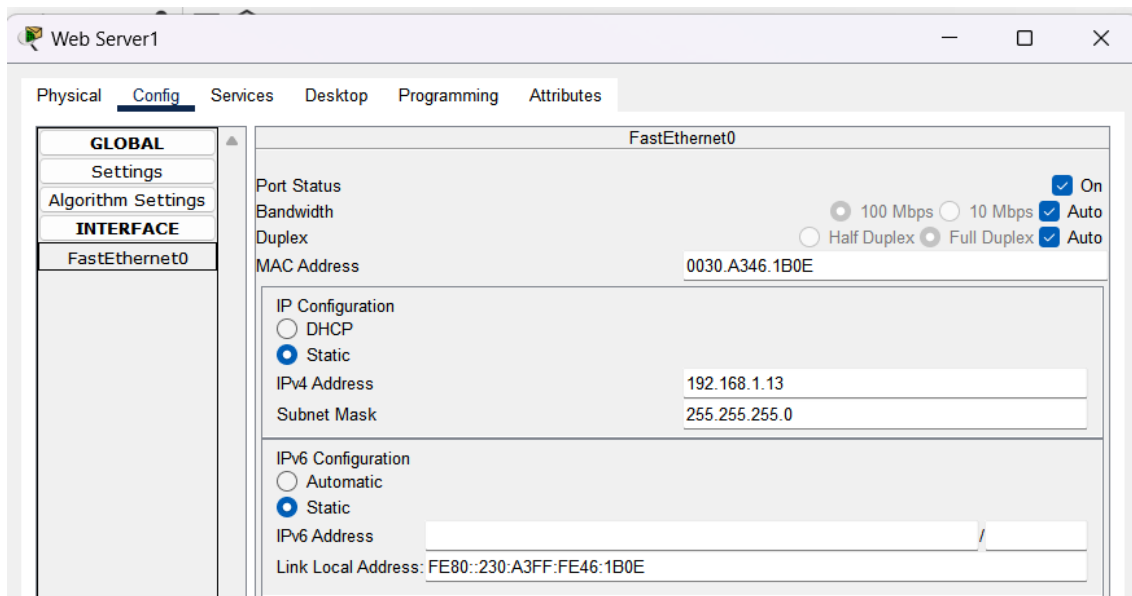 Web Server1
Physical Config Services Desktop Programming Attributes
GLOBAL
Settings
Algorithm Settings
INTERFACE
FastEthernet0
FastEthernet0
Port Status On
Bandwidth 100 Mbps 10 Mbps Auto
Duplex Half Duplex Full Duplex Auto
MAC Address 0030.A346.1B0E
IP Configuration
DHCP
Static
IPv4 Address 192.168.1.13
Subnet Mask 255.255.255.0
IPv6 Configuration
Automatic
Static
IPv6 Address /
Link Local Address: FE80::230:A3FF:FE46:1B0E